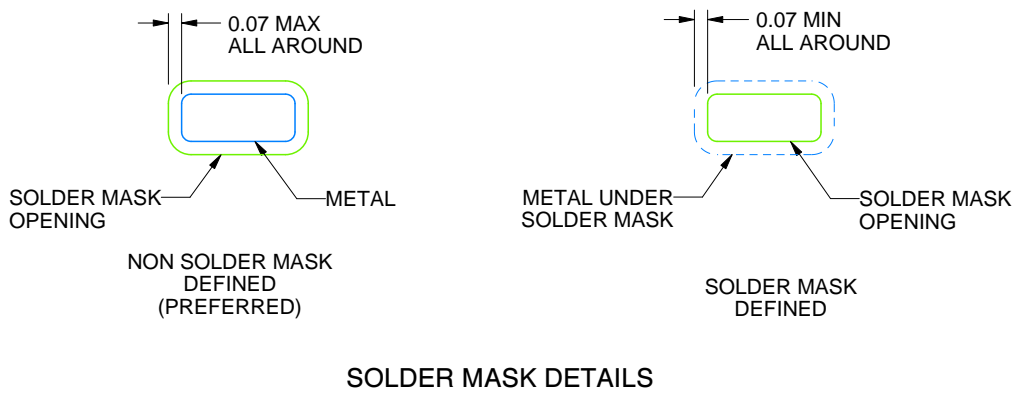 0.07 MAX
ALL AROUND
SOLDER MASK
OPENING
METAL
NON SOLDER MASK
DEFINED
(PREFERRED)
0.07 MIN
ALL AROUND
METAL UNDER
SOLDER MASK
SOLDER MASK
OPENING
SOLDER MASK
DEFINED
SOLDER MASK DETAILS